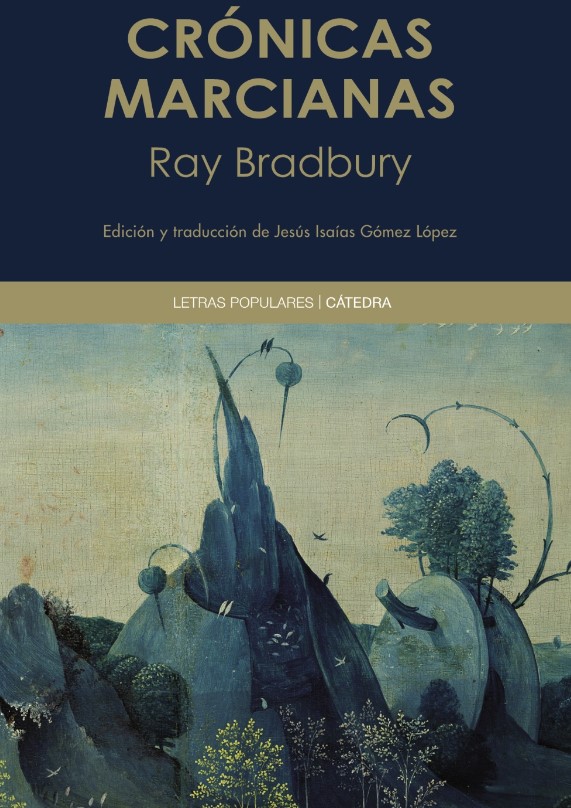 CRÓNICAS
MARCIANAS
Ray Bradbury
Edición y traducción de Jesús Isaías Gómez López
LETRAS POPULARES | CÁTEDRA